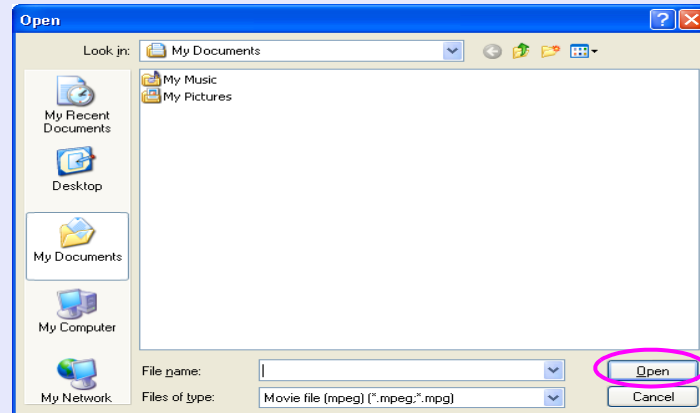 Open
Look in: My Documents
My Music
My Pictures
My Recent
Documents
Desktop
My Documents
My Computer
My Network
File name:
Open
Files of type: Movie file (mpeg) (*.mpeg;*.mpg)
Cancel